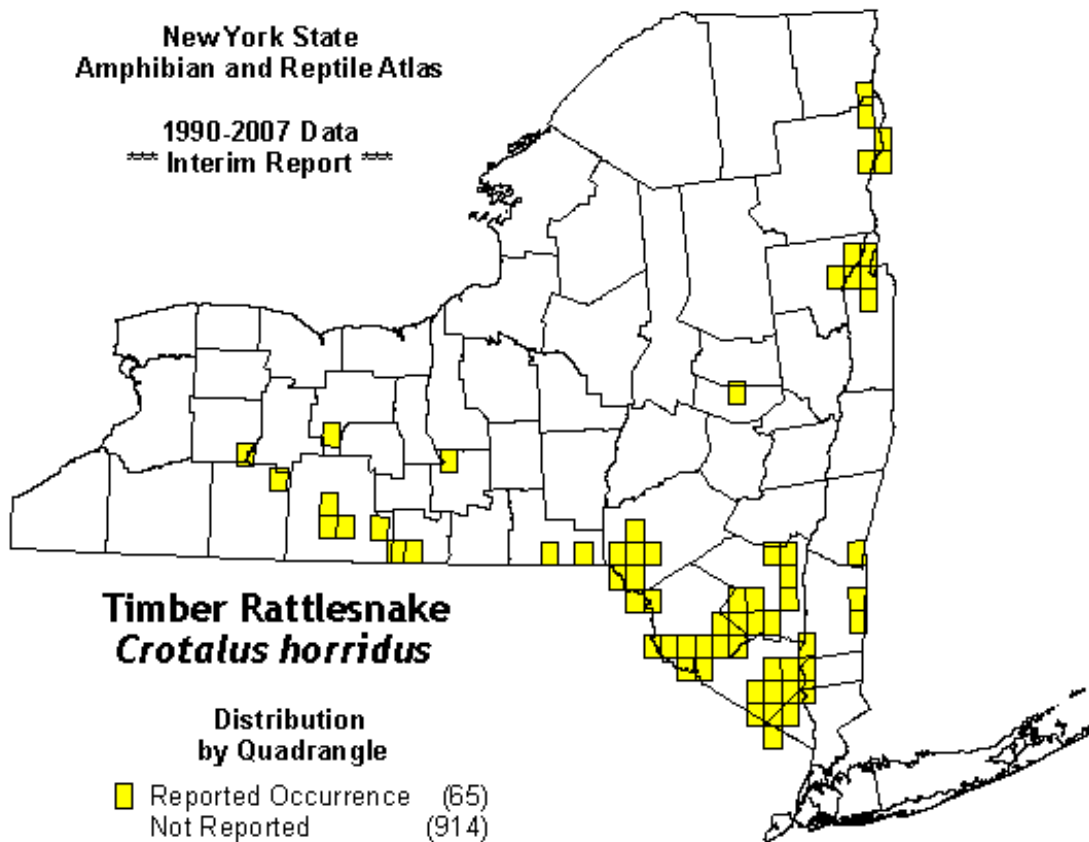 New York State
Amphibian and Reptile Atlas
1990-2007 Data
*** Interim Report ***
Timber Rattlesnake
Crotalus horridus
Distribution
by Quadrangle
Reported Occurrence (65)
Not Reported (914)